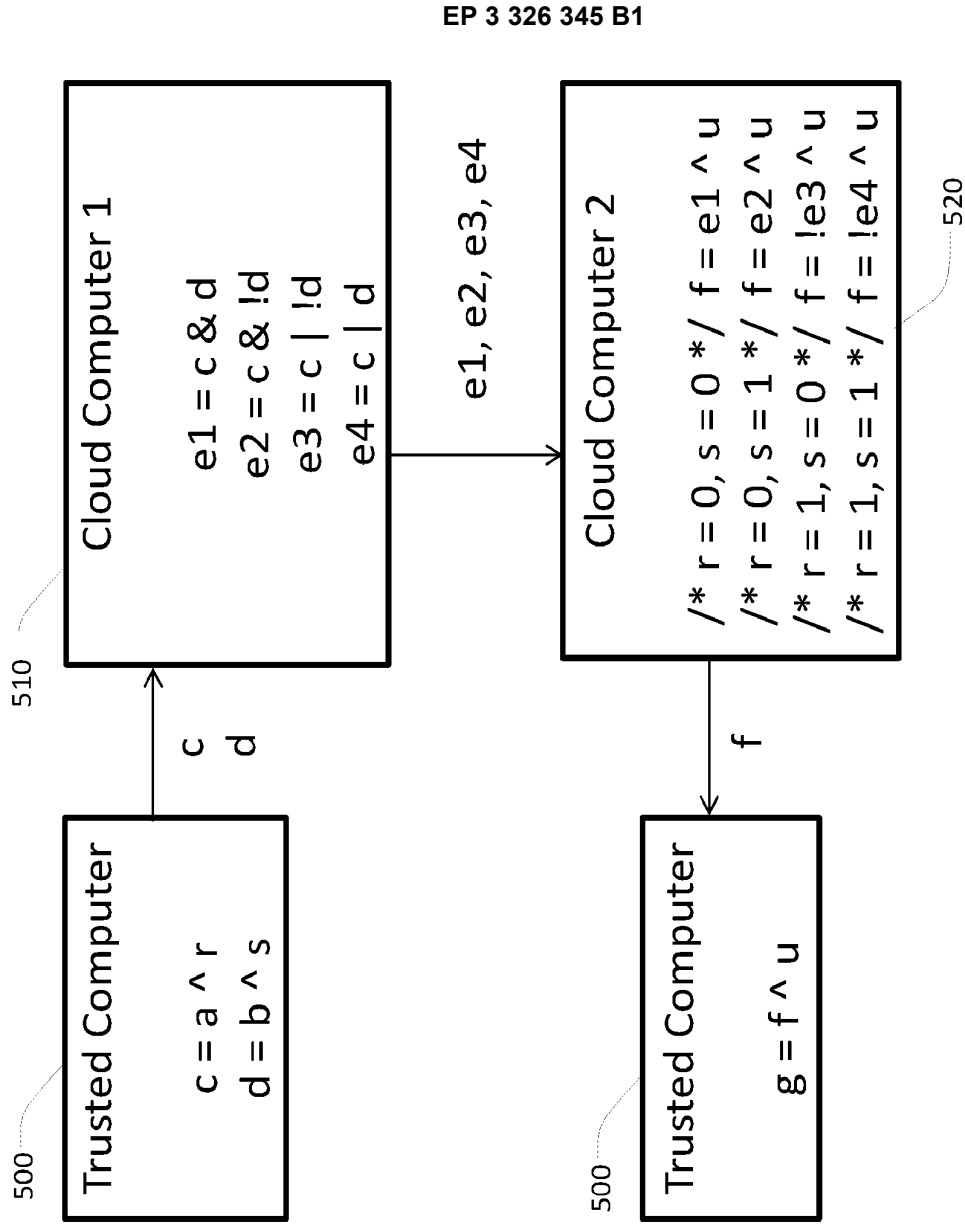 EP 3 326 345 B1
500
Trusted Computer
c = a ^ r
d = b ^ s
c
d
510
Cloud Computer 1
e1 = c & d
e2 = c & !d
e3 = c | !d
e4 = c | d
e1, e2, e3, e4
Cloud Computer 2
/* r = 0, s = 0 */ f = e1 ^ u
/* r = 0, s = 1 */ f = e2 ^ u
/* r = 1, s = 0 */ f = !e3 ^ u
/* r = 1, s = 1 */ f = !e4 ^ u
520
f
500
Trusted Computer
g = f ^ u